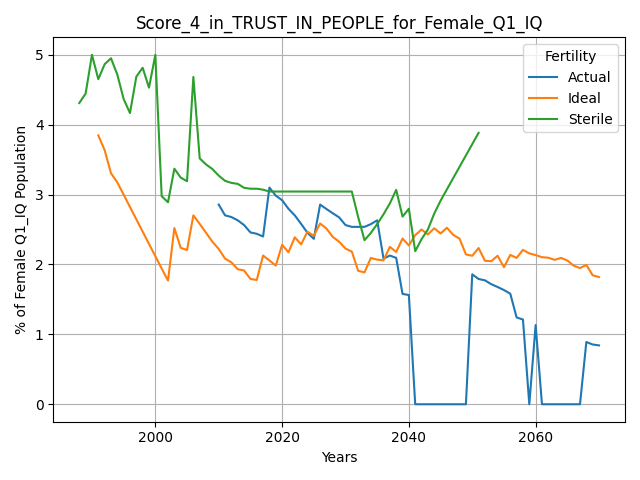 Score_4_in_TRUST_IN_PEOPLE_for_Female_Q1_IQ
% of Female Q1_IQ Population
5
4
3
2
1
0
Fertility
Actual
Ideal
Sterile
2000
2020
2040
2060
Years